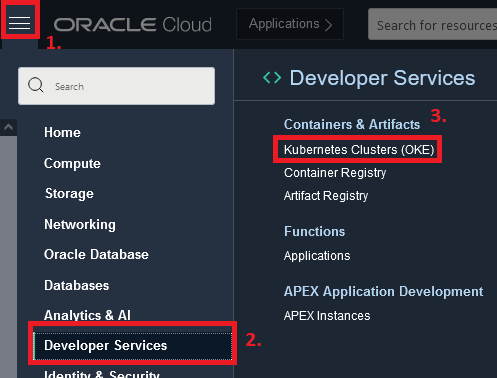 ORACLE Cloud
Applications
Search for resources
1.
Search
Home
Compute
Storage
Networking
Oracle Database
Databases
Analytics & AI
Developer Services
2.
Identity & Security
Developer Services
Containers & Artifacts
3.
Kubernetes Clusters (OKE)
Container Registry
Artifact Registry
Functions
Applications
APEX Application Development
APEX Instances